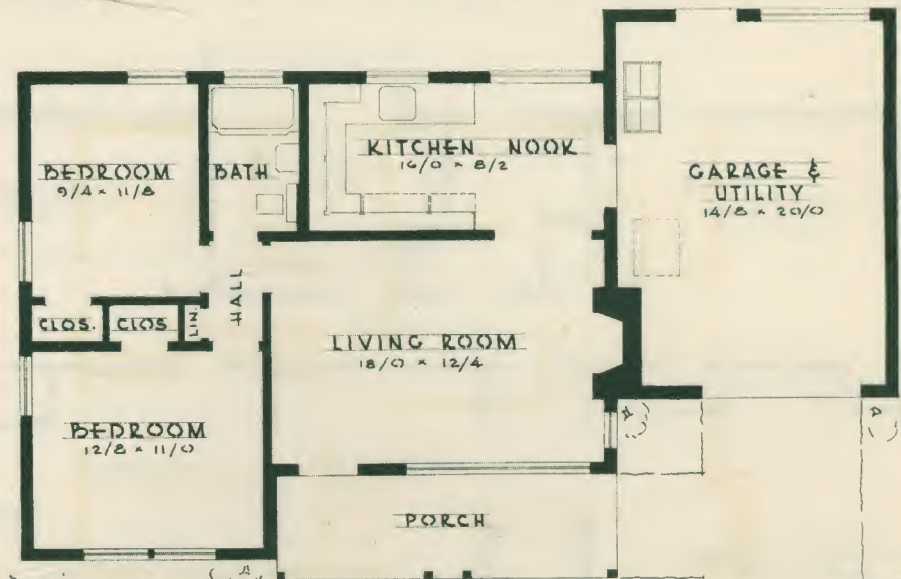 BEDROOM
9/4 × 11/8
BATH
KITCHEN NOOK
16/0 × 8/2
GARAGE &
UTILITY
14/8 × 20/0
CLOS.
CLOS
LIN.
HALL
LIVING ROOM
18/0 × 12/4
BEDROOM
12/8 × 11/0
PORCH